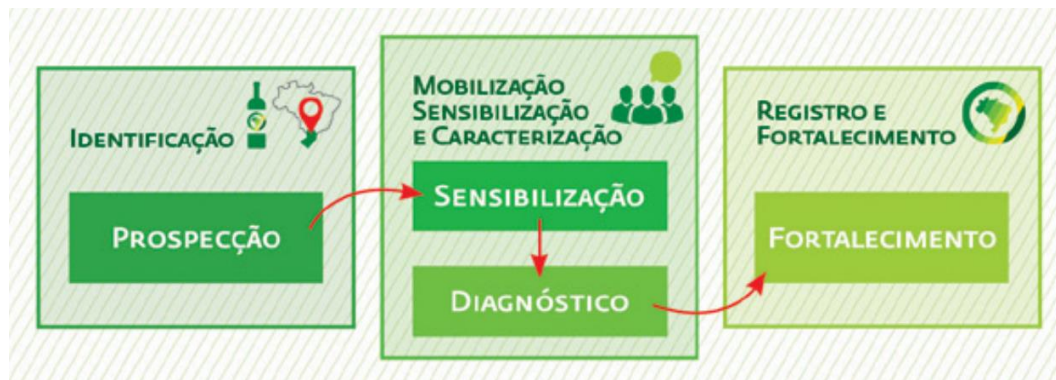 Identificação
Prospecção
Mobilização
Sensibilização
e Caracterização
Sensibilização
Diagnóstico
Registro e
Fortalecimento
Fortalecimento